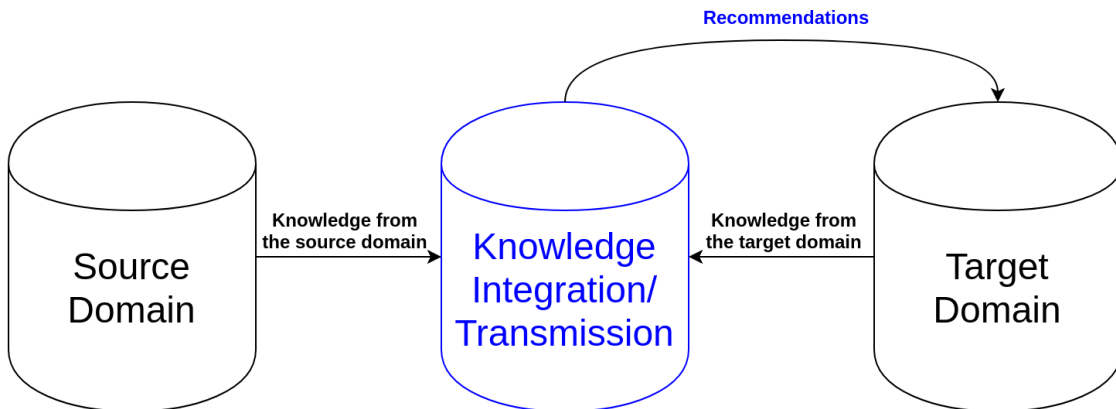 Recommendations
Knowledge from
the source domain
Knowledge from
the target domain
Source
Domain
Knowledge
Integration/
Transmission
Target
Domain